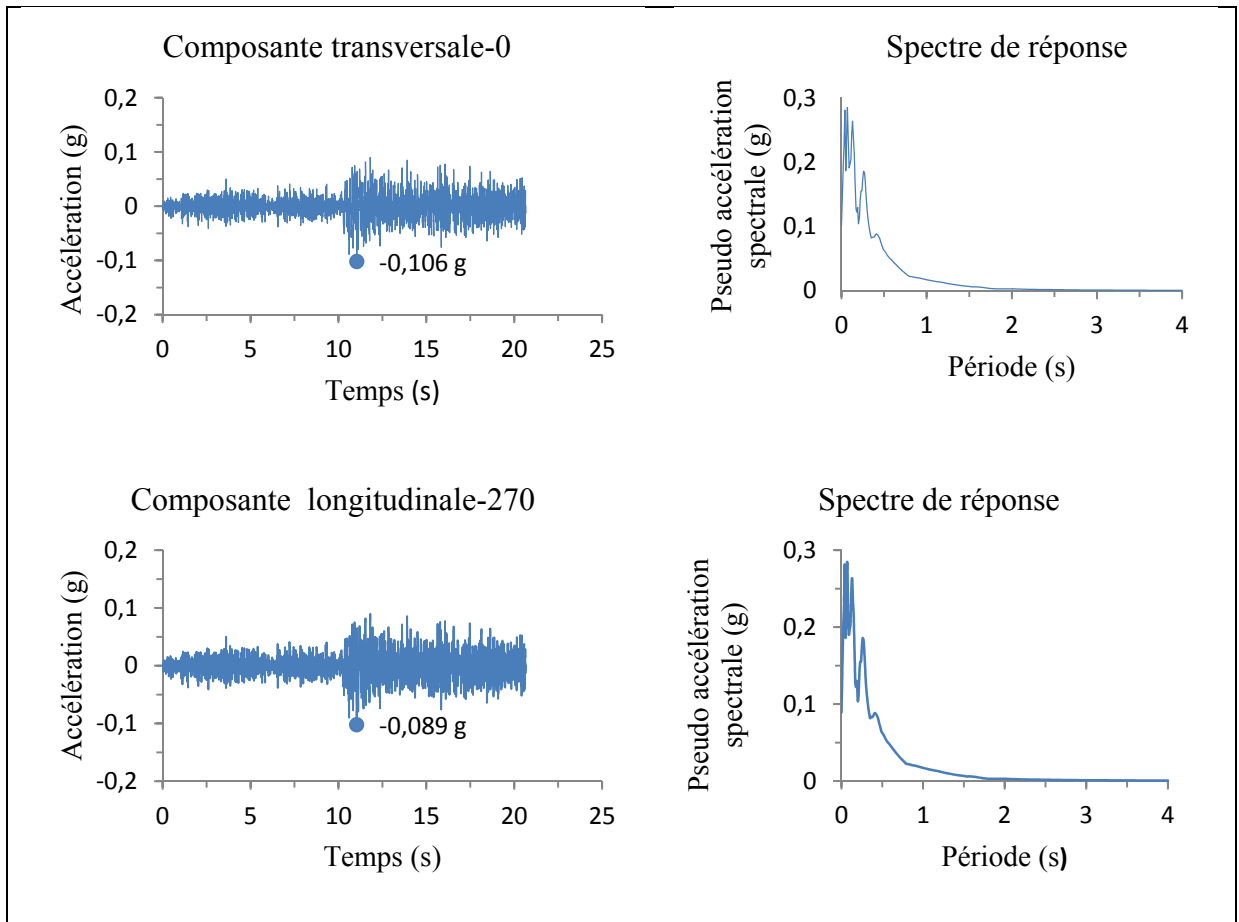 Composante transversale-0
Accélération (g)
0,2
0,1
0
-0,1
-0,2
-0,106 g
0 5 10 15 20 25
Temps (s)
Spectre de réponse
Pseudo accélération
spectrale (g)
0,3
0,2
0,1
0
0 1 2 3 4
Période (s)
Composante longitudinale-270
Accélération (g)
0,2
0,1
0
-0,1
-0,2
-0,089 g
0 5 10 15 20 25
Temps (s)
Spectre de réponse
Pseudo accélération
spectrale (g)
0,3
0,2
0,1
0
0 1 2 3 4
Période (s)